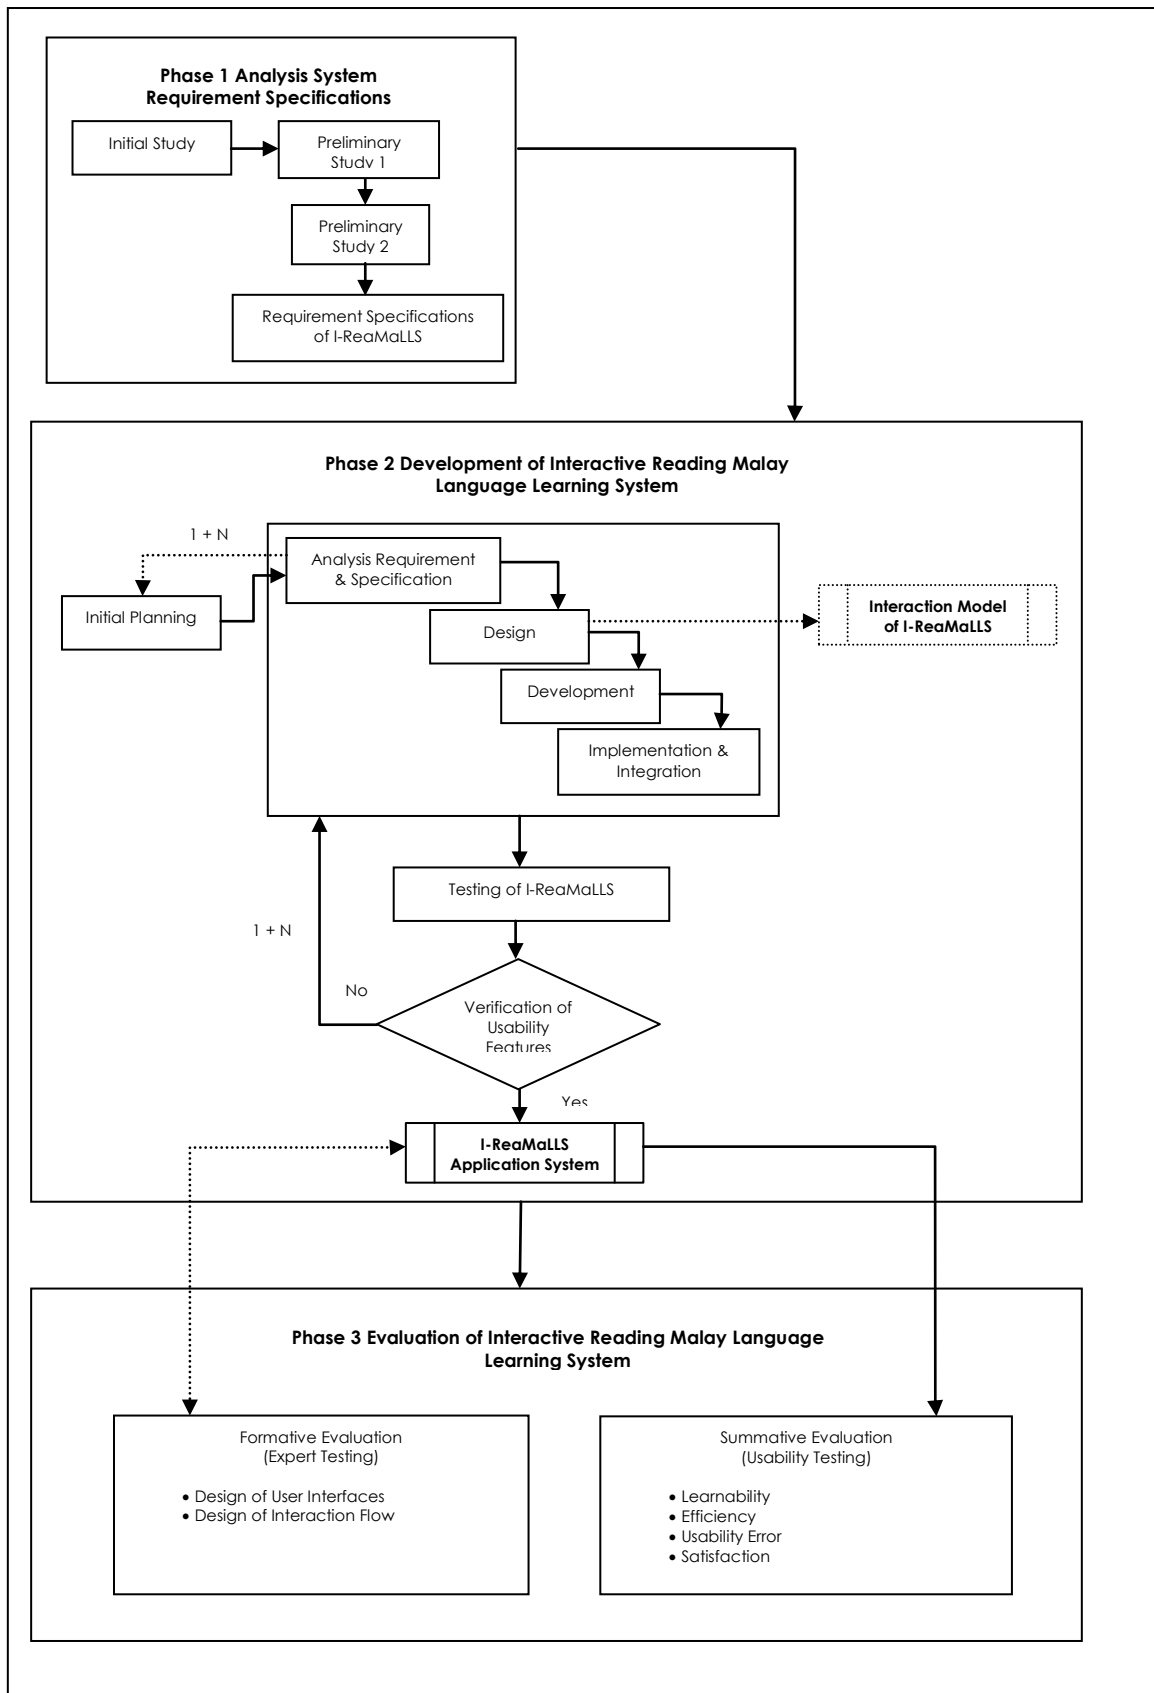 Phase 1 Analysis System
Requirement Specifications
Initial Study
Preliminary
Study 1
Preliminary
Study 2
Requirement Specifications
of I-ReaMaLLS
Phase 2 Development of Interactive Reading Malay
Language Learning System
1 + N
Analysis Requirement
& Specification
Initial Planning
Design
Interaction Model
of I-ReaMaLLS
Development
Implementation &
Integration
Testing of I-ReaMaLLS
1 + N
No
Verification of
Usability
Features
Yes
I-ReaMaLLS
Application System
Phase 3 Evaluation of Interactive Reading Malay Language
Learning System
Formative Evaluation
(Expert Testing)
• Design of User Interfaces
• Design of Interaction Flow
Summative Evaluation
(Usability Testing)
• Learnability
• Efficiency
• Usability Error
• Satisfaction